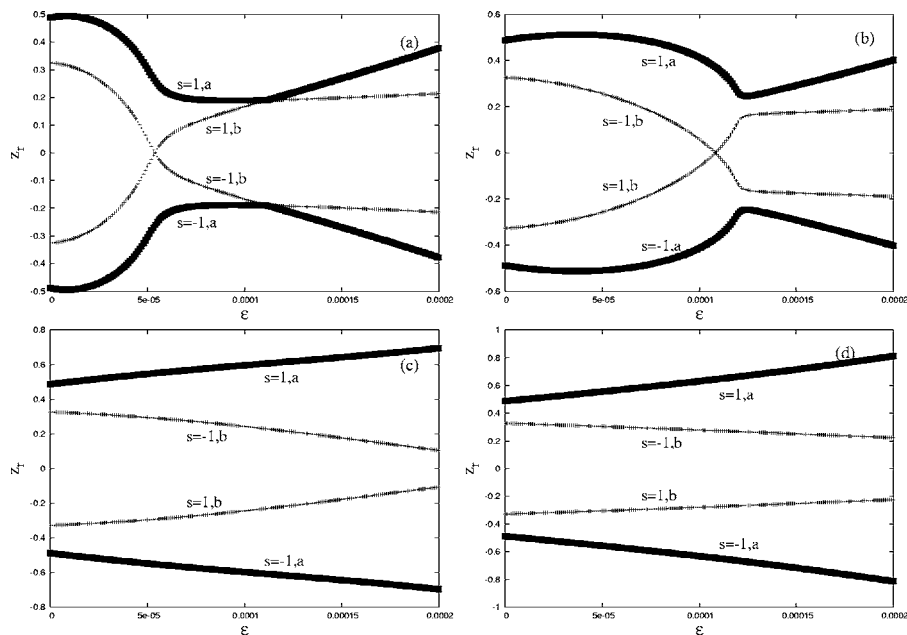 0.5
0.4
0.3
0.2
0.1
0
-0.1
-0.2
-0.3
-0.4
-0.5
z_T
(a)
s=1,a
s=1,b
s=-1,b
s=-1,a
0
5e-05
0.0001
0.00015
0.0002
ε
0.6
0.4
0.2
0
-0.2
-0.4
-0.6
z_T
(b)
s=1,a
s=-1,b
s=1,b
s=-1,a
0
5e-05
0.0001
0.00015
0.0002
ε
0.8
0.6
0.4
0.2
0
-0.2
-0.4
-0.6
-0.8
z_T
(c)
s=1,a
s=-1,b
s=1,b
s=-1,a
0
5e-05
0.0001
0.00015
0.0002
ε
1
0.8
0.6
0.4
0.2
0
-0.2
-0.4
-0.6
-0.8
-1
z_T
(d)
s=1,a
s=-1,b
s=1,b
s=-1,a
0
5e-05
0.0001
0.00015
0.0002
ε